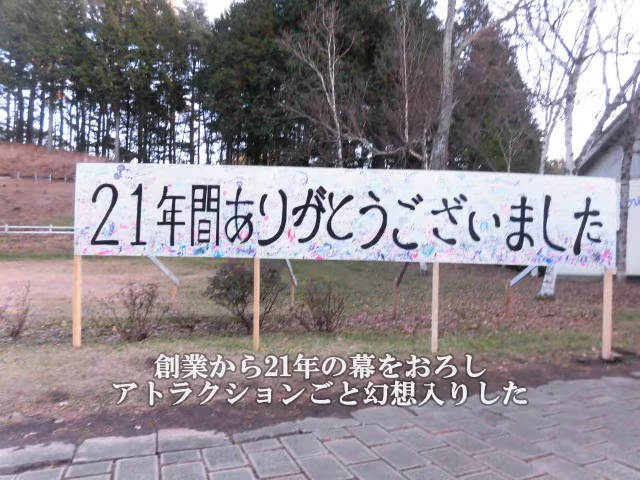 21年間ありがとうございました
創業から21年の幕をおろし
アトラクションごと幻想入りした